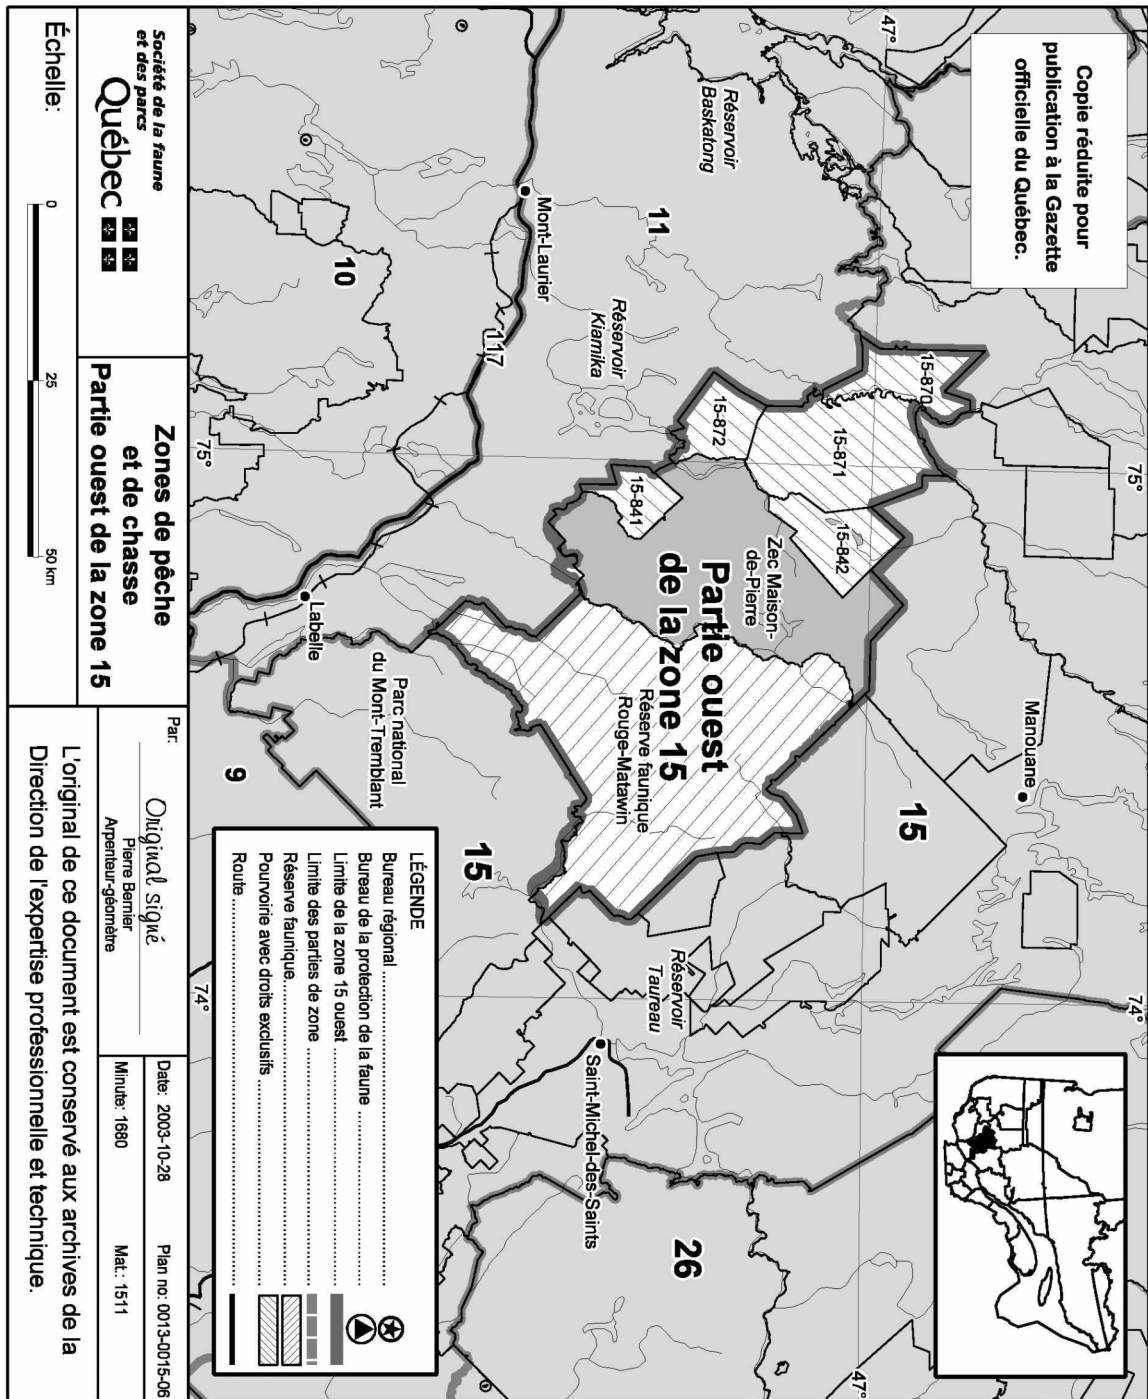 Copie réduite pour
publication à la Gazette
officielle du Québec.
47°
75°
74°
47°
Réservoir
Baskatong
11
Mont-Laurier
Réservoir
Kiamika
10
117
75°
15-870
15-871
15-872
15-841
15-842
Zec Maison-
de-Pierre
Partie ouest
de la zone 15
Réserve faunique
Rouge-Matawin
Manouane
15
Labelle
Parc national
du Mont-Tremblant
9
15
Réservoir
Taureau
Saint-Michel-des-Saints
26
74°
LÉGENDE
Bureau régional
Bureau de la protection de la faune
Limite de la zone 15 ouest
Limite des parties de zone
Réserve faunique
Pourvoirie avec droits exclusifs
Route
Société de la faune
et des parcs
Québec
Échelle:
0 25 50 km
Zones de pêche
et de chasse
Partie ouest de la zone 15
Par: Original signé
Pierre Bernier
Arpenteur-géomètre
Date: 2003-10-28 Plan no: 0013-0015-06
Minute: 1680 Mat.: 1511
L'original de ce document est conservé aux archives de la
Direction de l'expertise professionnelle et technique.